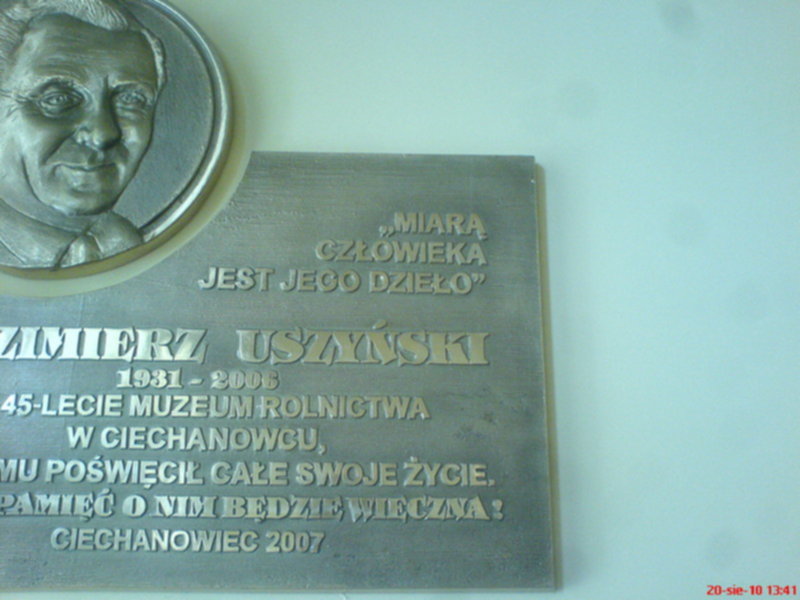 „MIARĄ
CZŁOWIEKA
JEST JEGO DZIEŁO”
ZIMIERZ USZYŃSKI
1931 - 2006
45-LECIE MUZEUM ROLNICTWA
W CIECHANOWCU,
MU POŚWIĘCIŁ CAŁE SWOJE ŻYCIE.
PAMIĘĆ O NIM BĘDZIE WIECZNA!
CIECHANOWIEC 2007
20-sie-10 13:41